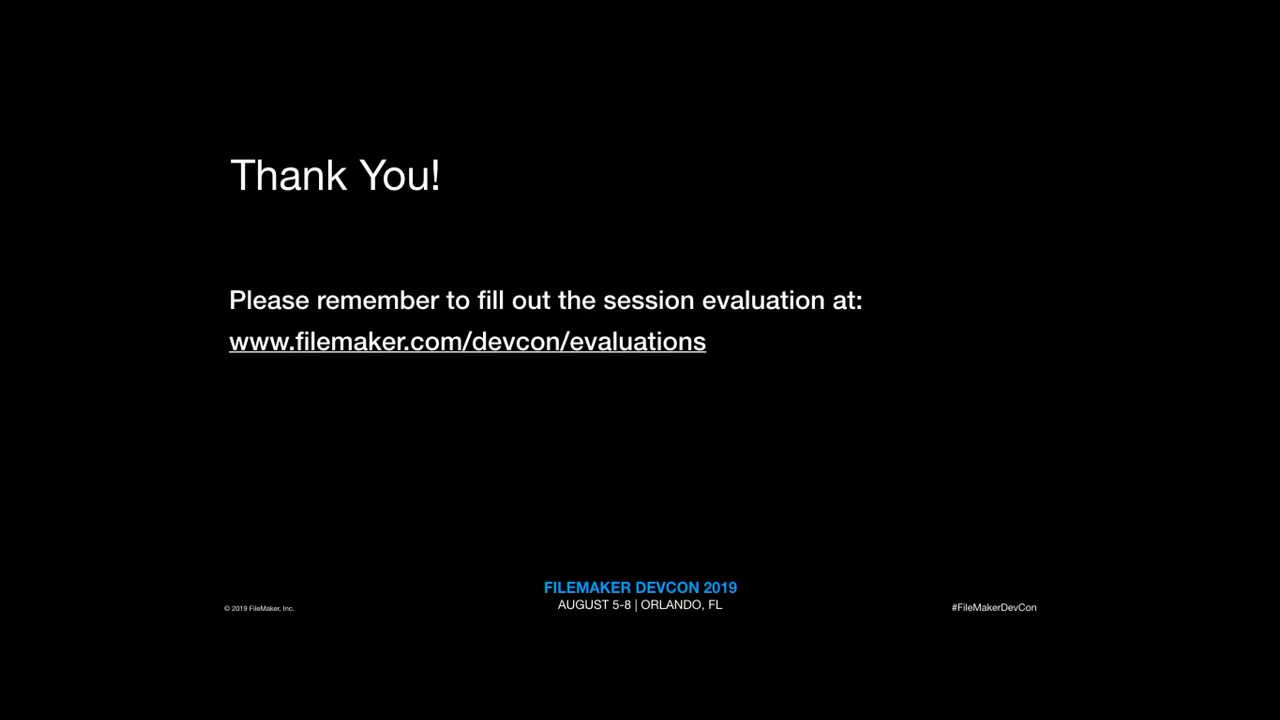 Thank You!
Please remember to fill out the session evaluation at:
www.filemaker.com/devcon/evaluations
FILEMAKER DEVCON 2019
AUGUST 5-8 | ORLANDO, FL
© 2019 FileMaker, Inc.
#FileMakerDevCon